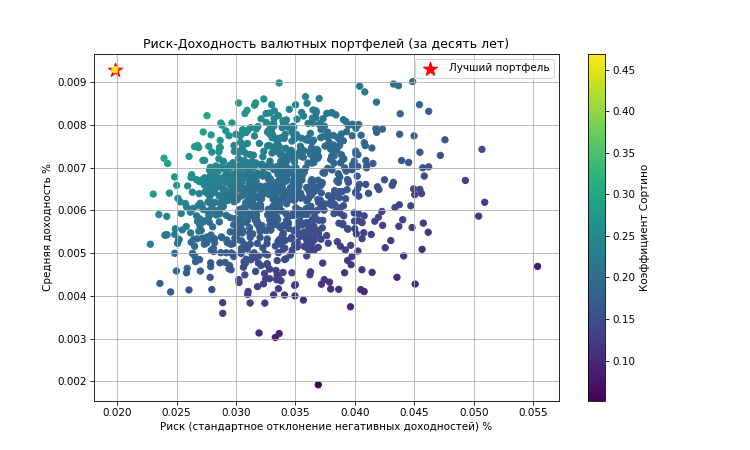 Риск-Доходность валютных портфелей (за десять лет)
Лучший портфель
Средняя доходность %
0.009
0.008
0.007
0.006
0.005
0.004
0.003
0.002
0.020 0.025 0.030 0.035 0.040 0.045 0.050 0.055
Риск (стандартное отклонение негативных доходностей) %
0.45
0.40
0.35
0.30
0.25
0.20
0.15
0.10
Коэффициент Сортино